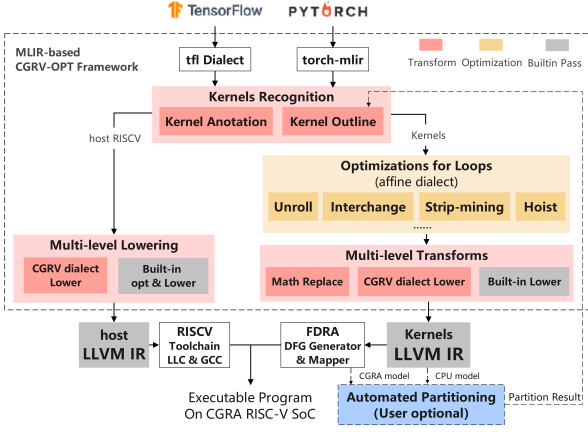 TensorFlow
PYTORCH
MLIR-based
CGRV-OPT Framework
Transform
Optimization
Builtin Pass
tfl Dialect
torch-mlir
Kernels Recognition
Kernel Anotation
Kernel Outline
host RISCV
Kernels
Optimizations for Loops
(affine dialect)
Unroll
Interchange
Strip-mining
Hoist
......
Multi-level Lowering
CGRV dialect
Lower
Built-in
opt & Lower
Multi-level Transforms
Math Replace
CGRV dialect Lower
Built-in Lower
host
LLVM IR
RISCV
Toolchain
LLC & GCC
FDRA
DFG Generator
& Mapper
Kernels
LLVM IR
CGRA model
CPU model
Executable Program
On CGRA RISC-V SoC
Automated Partitioning
(User optional)
Partition Result